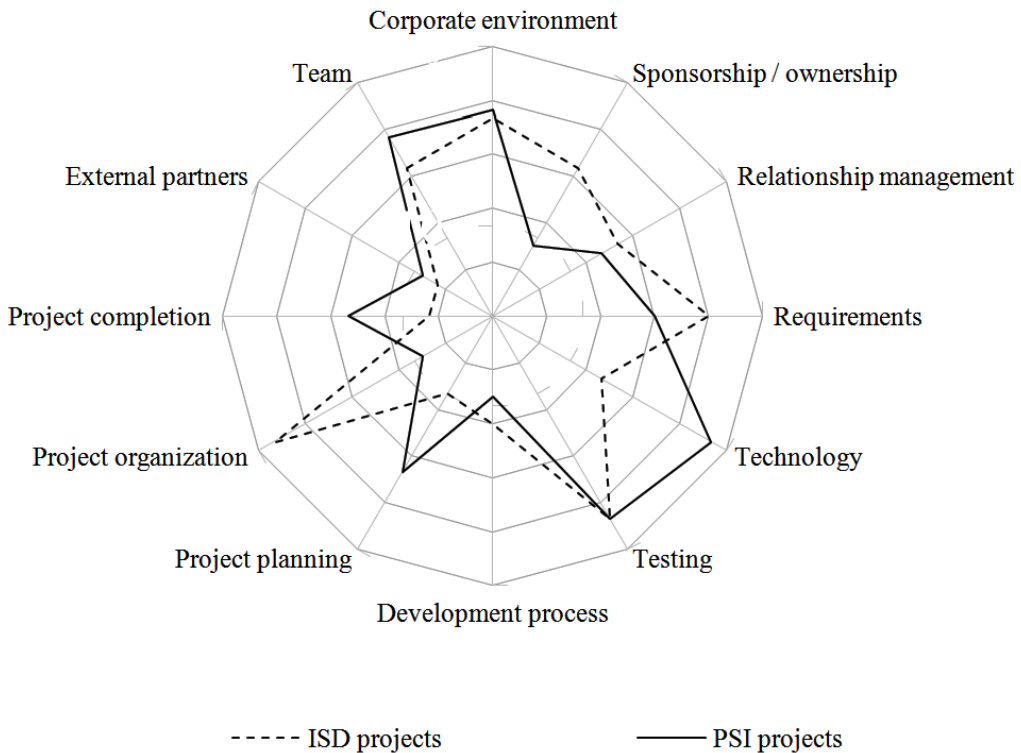 Corporate environment
Team
Sponsorship / ownership
External partners
Relationship management
Project completion
Requirements
Project organization
Technology
Project planning
Testing
Development process
ISD projects
PSI projects